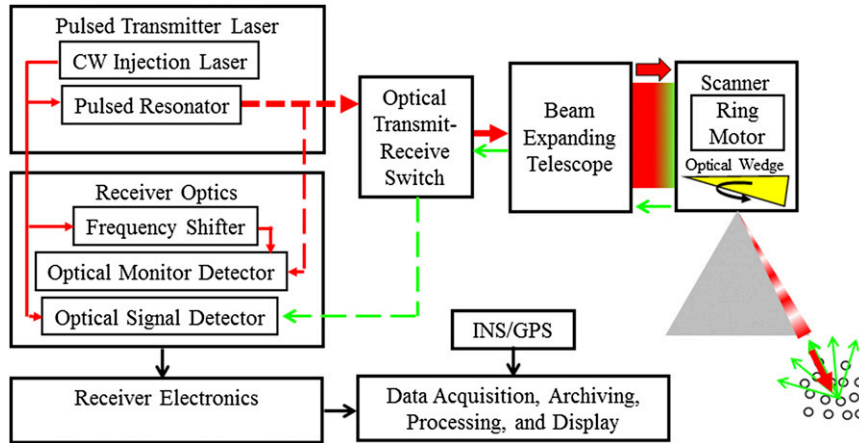 Pulsed Transmitter Laser
CW Injection Laser
Pulsed Resonator
Receiver Optics
Frequency Shifter
Optical Monitor Detector
Optical Signal Detector
Receiver Electronics
Optical
Transmit-
Receive
Switch
Beam
Expanding
Telescope
Scanner
Ring
Motor
Optical Wedge
INS/GPS
Data Acquisition, Archiving,
Processing, and Display